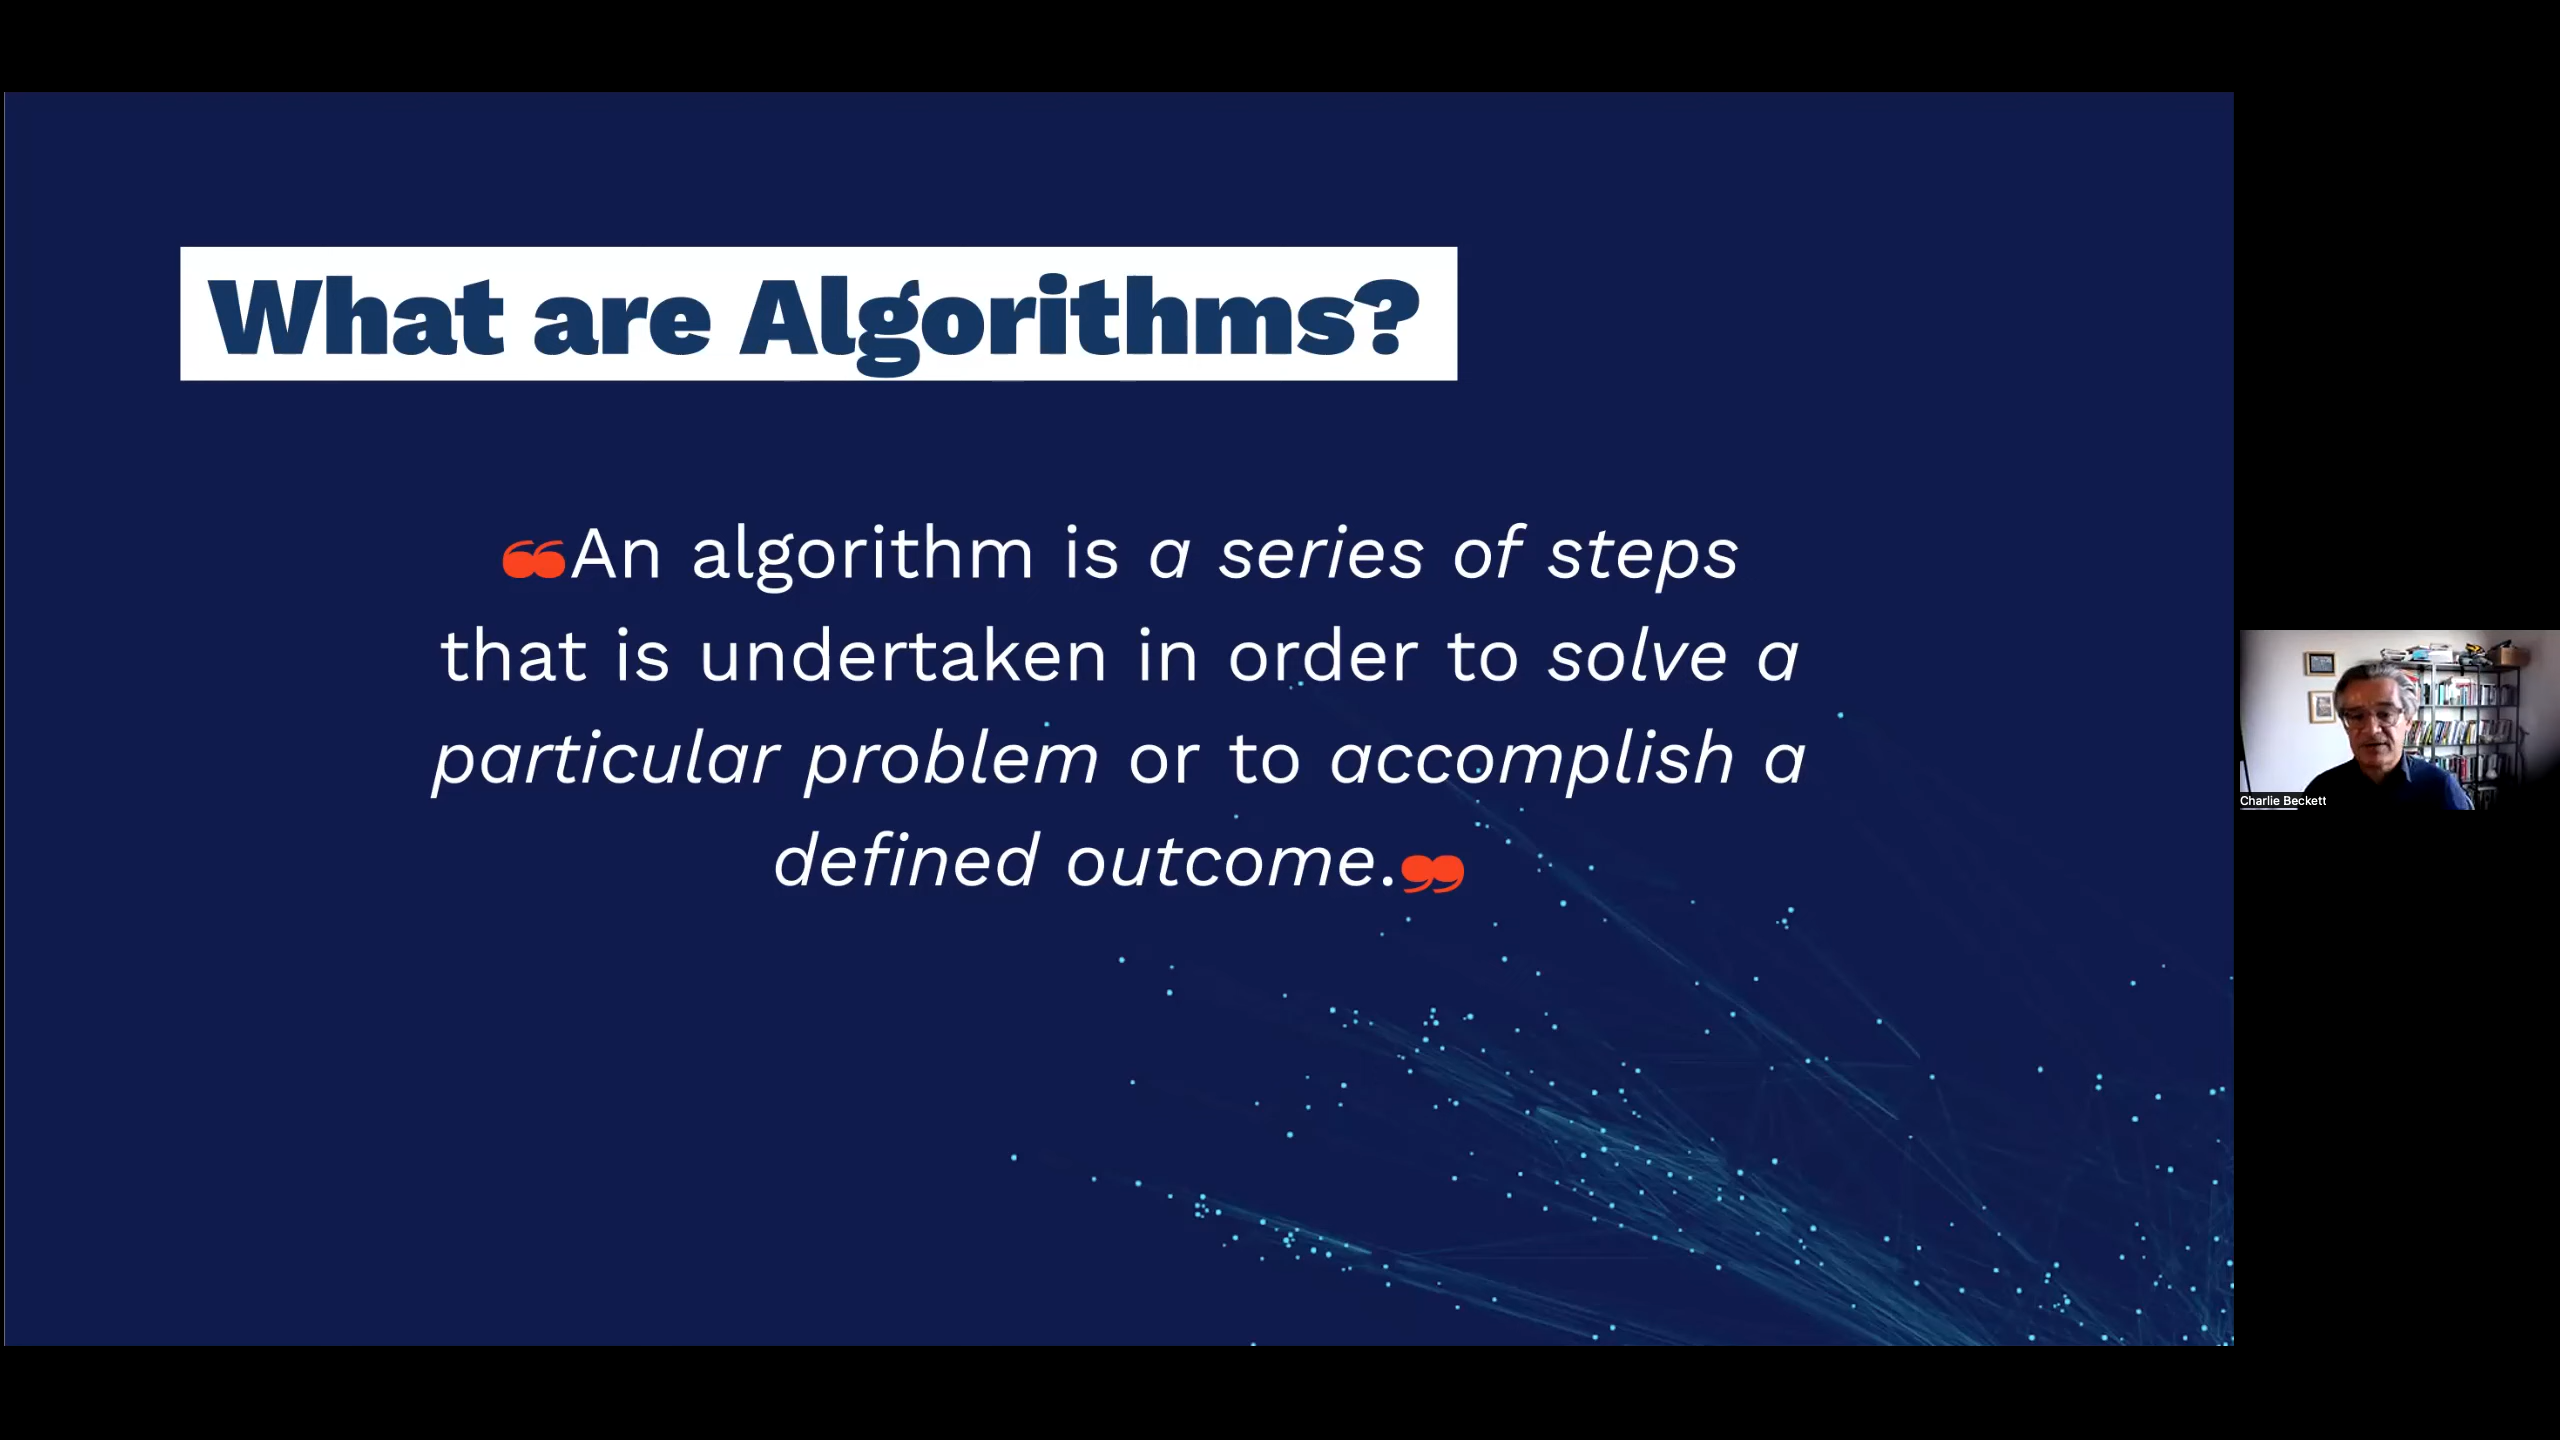 What are Algorithms?
❝An algorithm is a series of steps
that is undertaken in order to solve a
particular problem or to accomplish a
defined outcome.❞
Charlie Beckett